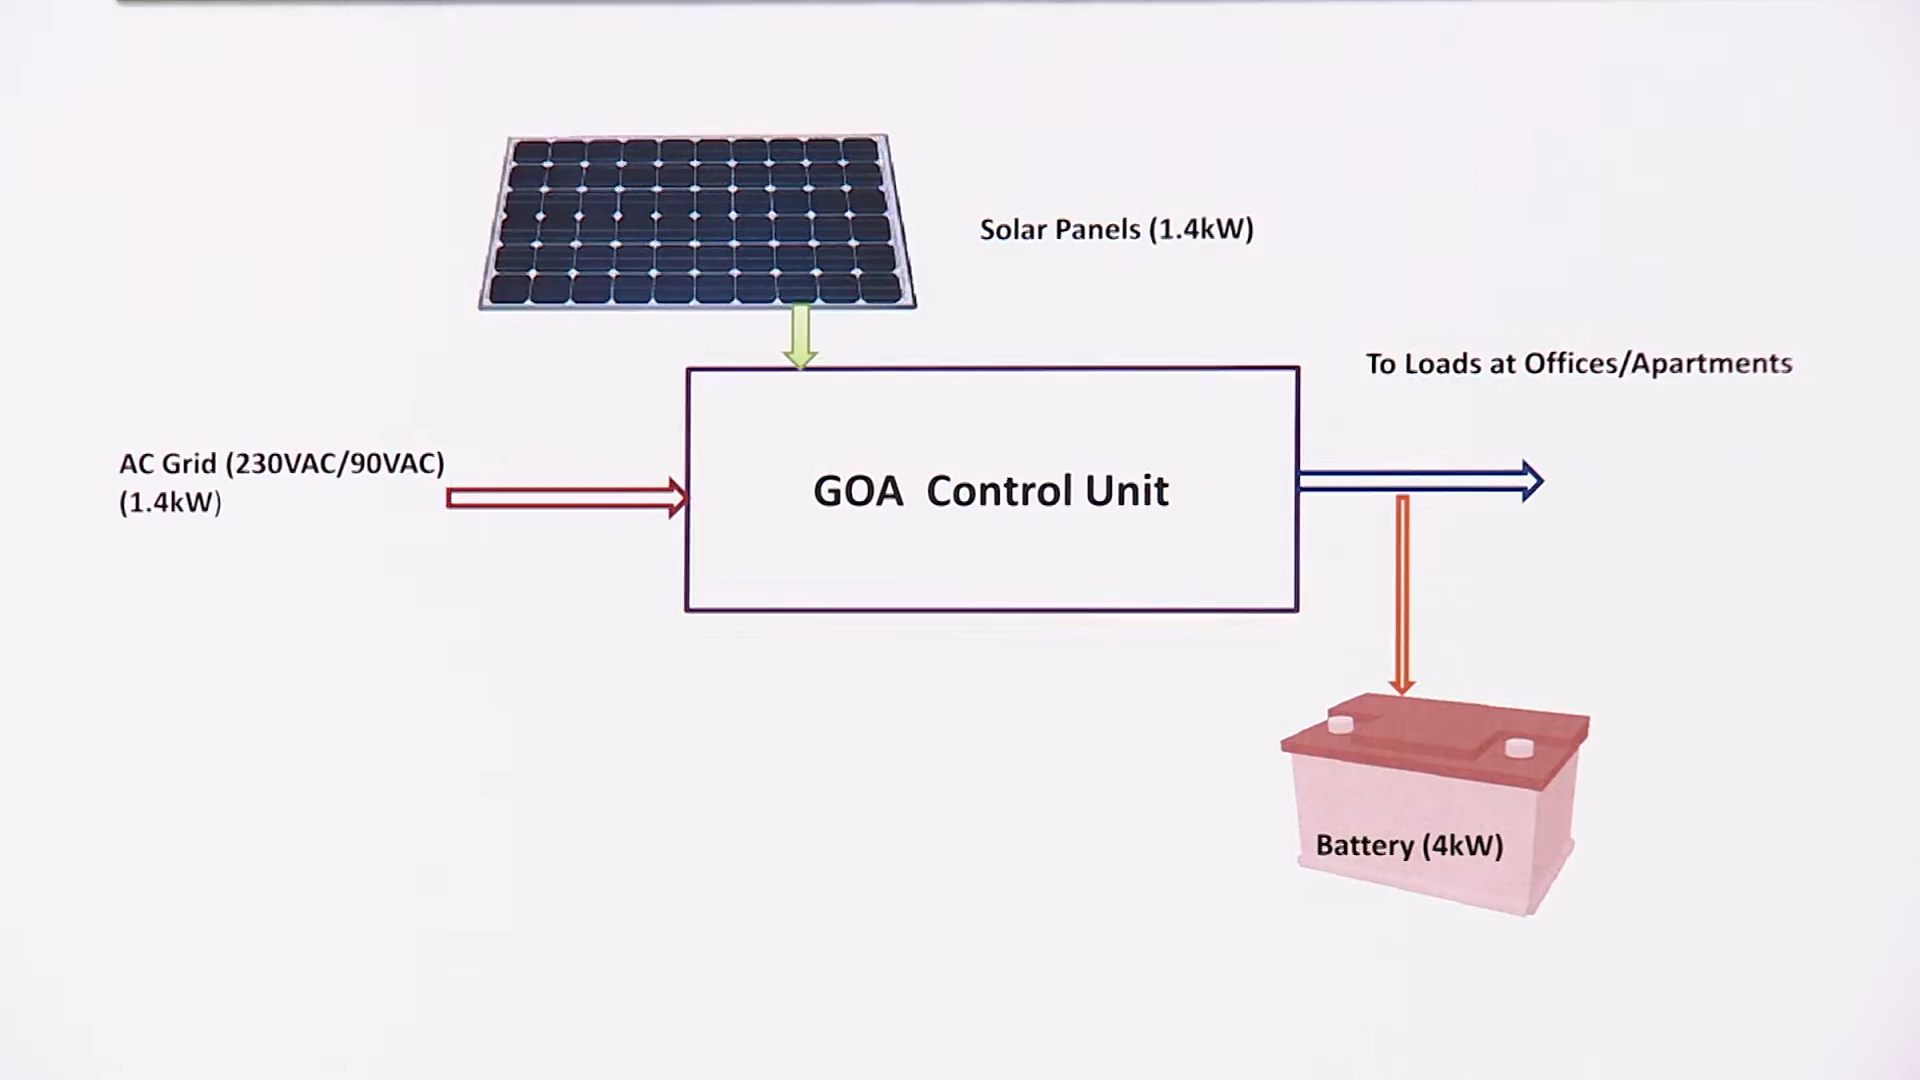 Solar Panels (1.4kW)
To Loads at Offices/Apartments
AC Grid (230VAC/90VAC)
(1.4kW)
GOA Control Unit
Battery (4kW)